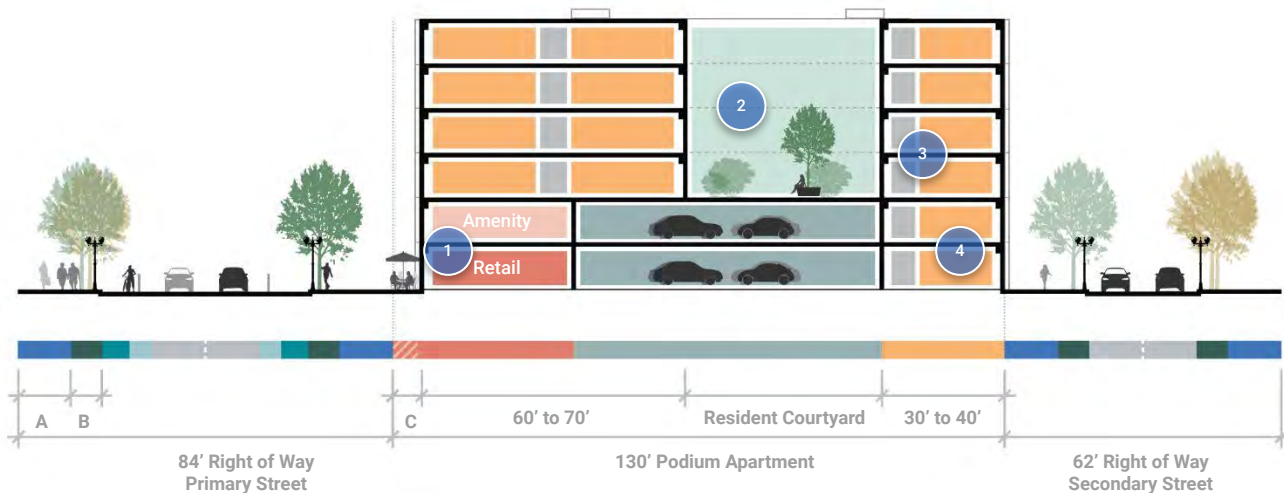 2
3
Amenity
1
4
Retail
A
B
C
60’ to 70’
Resident Courtyard
30’ to 40’
84’ Right of Way
Primary Street
130’ Podium Apartment
62’ Right of Way
Secondary Street